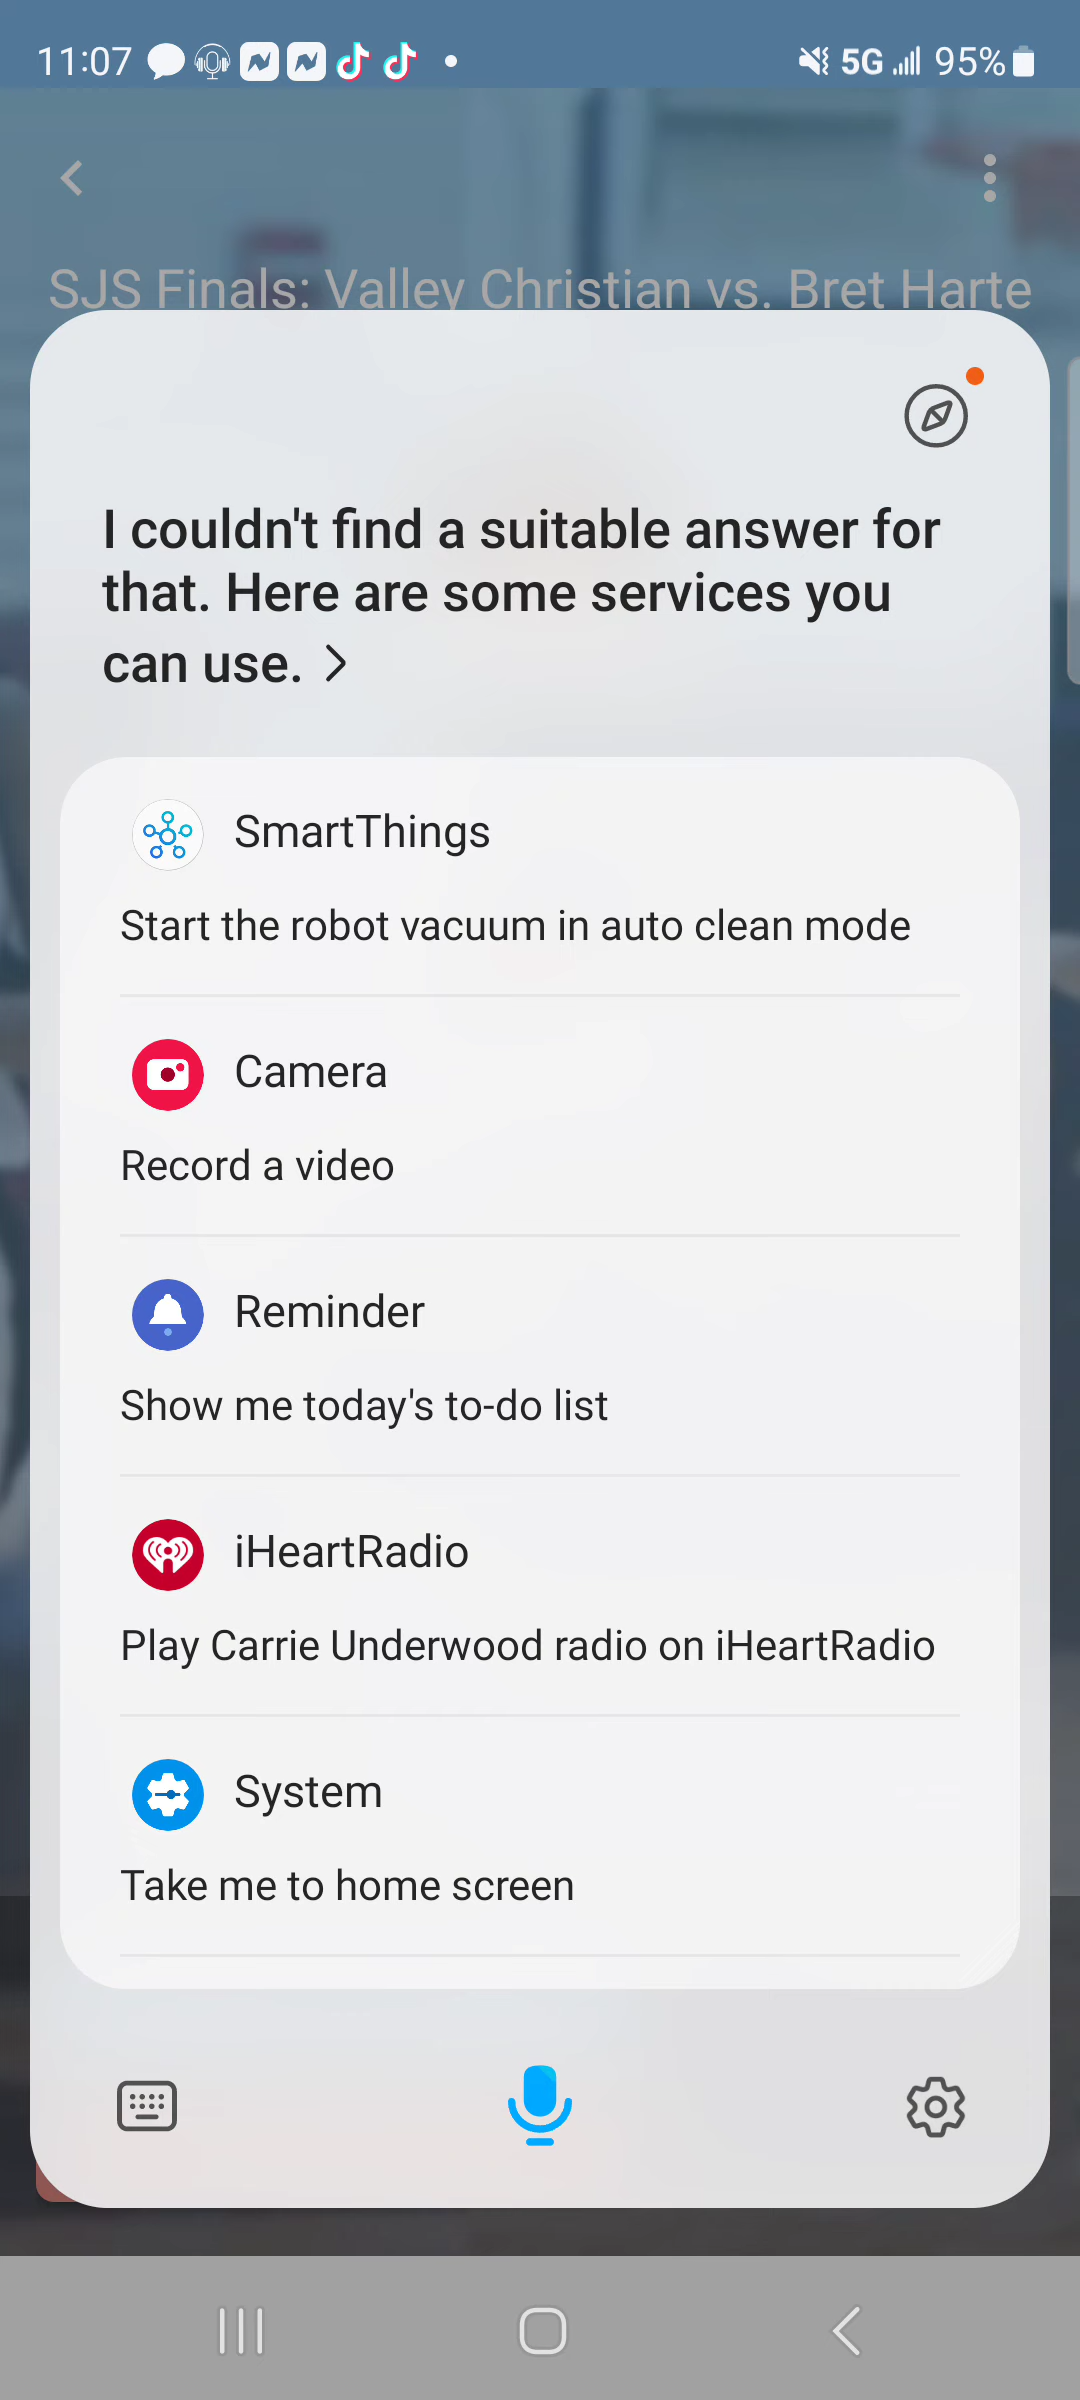 11:07
5G 95%
SJS Finals: Valley Christian vs. Bret Harte
I couldn't find a suitable answer for
that. Here are some services you
can use.
SmartThings
Start the robot vacuum in auto clean mode
Camera
Record a video
Reminder
Show me today's to-do list
iHeartRadio
Play Carrie Underwood radio on iHeartRadio
System
Take me to home screen